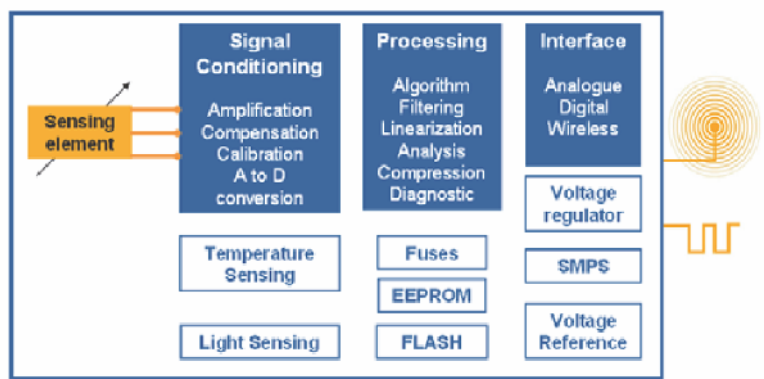 Sensing
element
Signal
Conditioning
Amplification
Compensation
Calibration
A to D
conversion
Temperature
Sensing
Light Sensing
Processing
Algorithm
Filtering
Linearization
Analysis
Compression
Diagnostic
Fuses
EEPROM
FLASH
Interface
Analogue
Digital
Wireless
Voltage
regulator
SMPS
Voltage
Reference